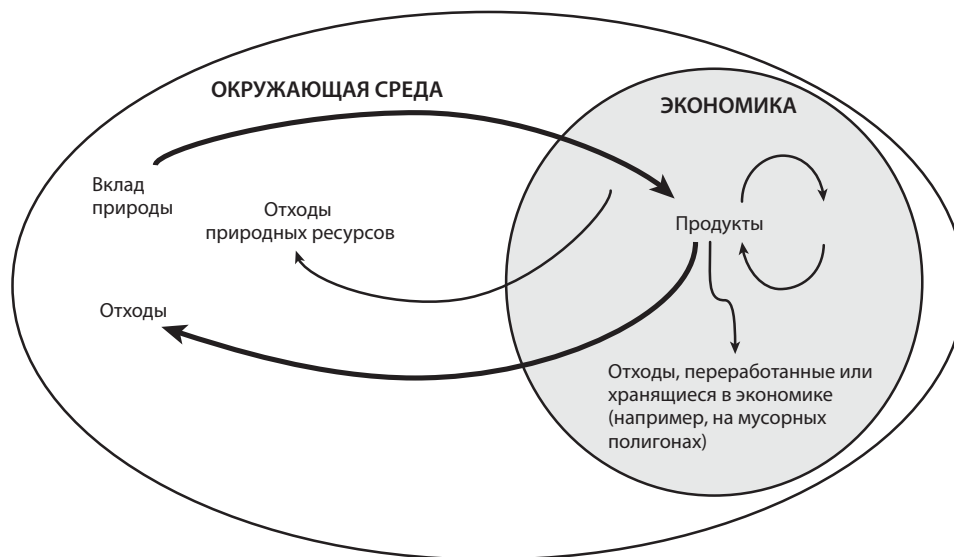 ОКРУЖАЮЩАЯ СРЕДА
ЭКОНОМИКА
Вклад
природы
Отходы
природных ресурсов
Продукты
Отходы
Отходы, переработанные или
хранящиеся в экономике
(например, на мусорных
полигонах)